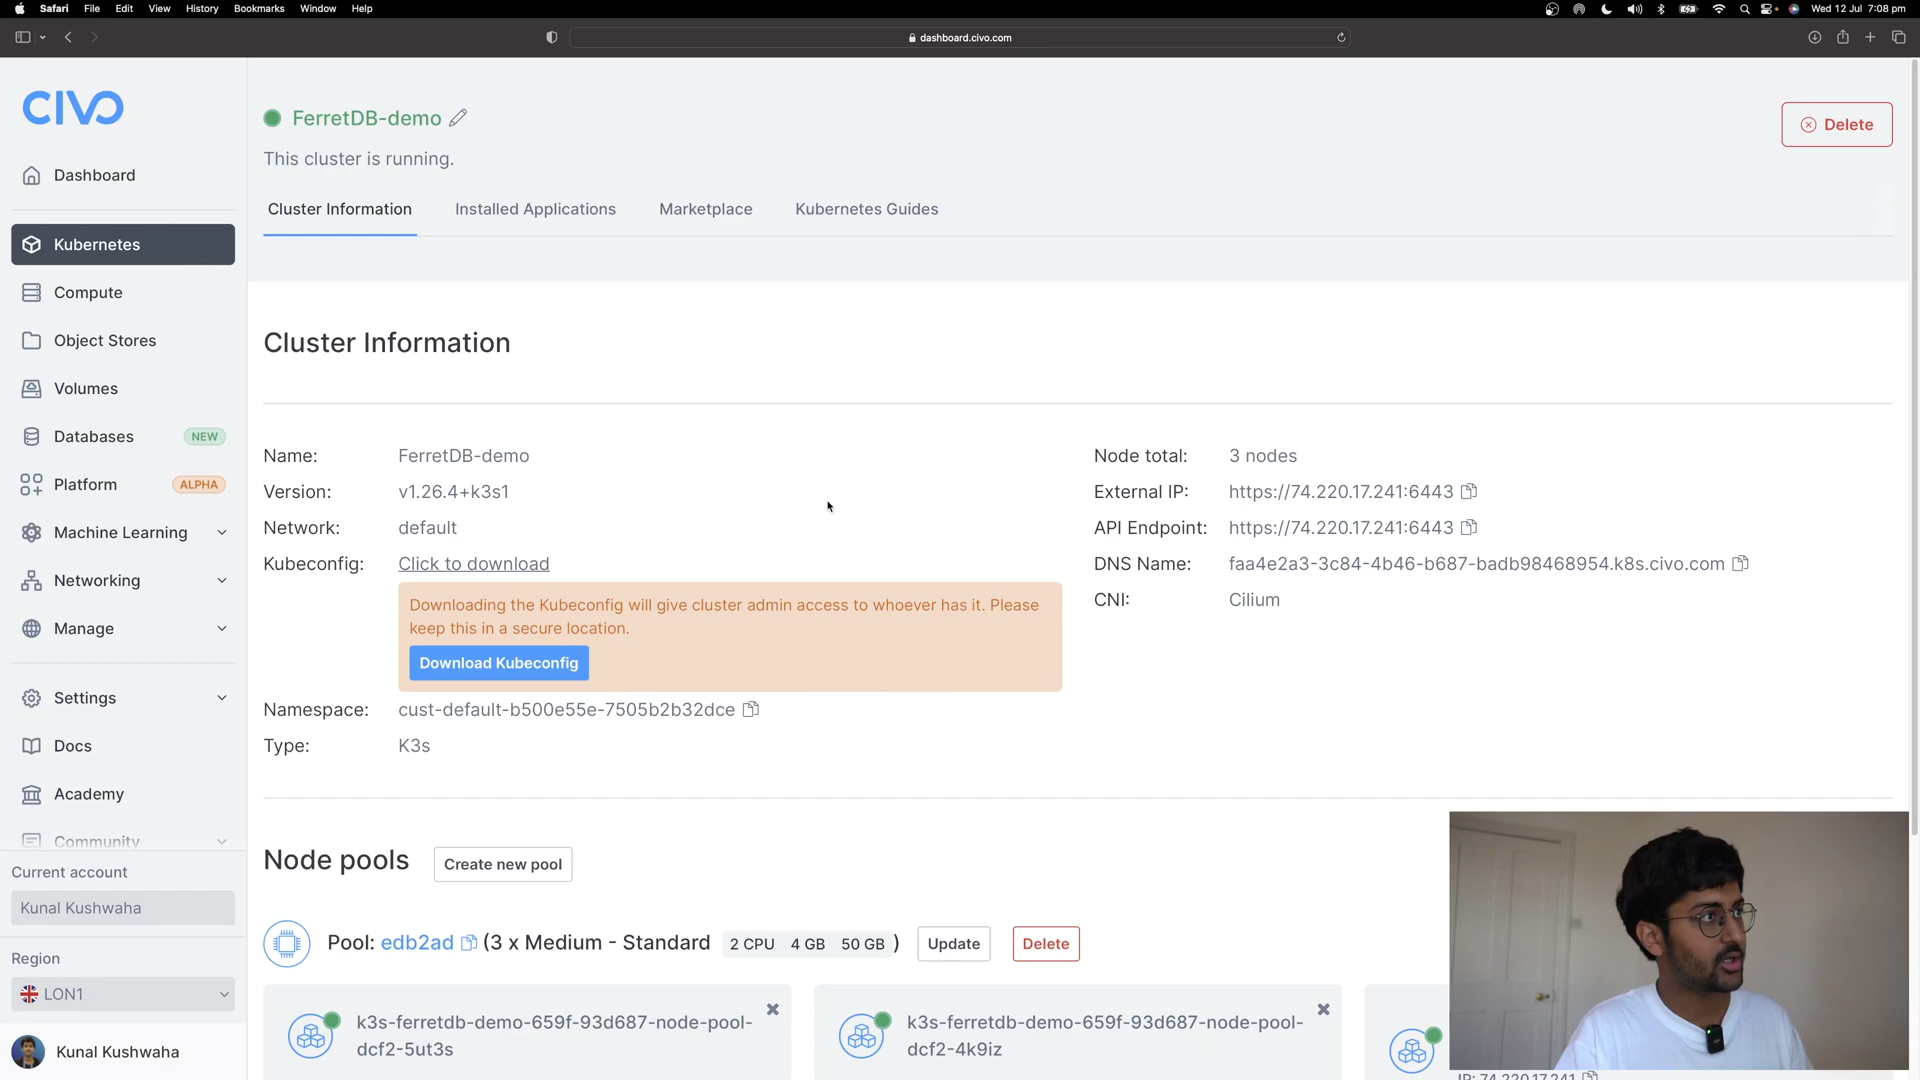 Safari File Edit View History Bookmarks Window Help
Wed 12 Jul 7:08 pm
dashboard.civo.com
CIVO
Dashboard
Kubernetes
Compute
Object Stores
Volumes
Databases NEW
Platform ALPHA
Machine Learning
Networking
Manage
Settings
Docs
Academy
Community
Current account
Kunal Kushwaha
Region
LON1
Kunal Kushwaha
FerretDB-demo
Delete
This cluster is running.
Cluster Information Installed Applications Marketplace Kubernetes Guides
Cluster Information
Name: FerretDB-demo
Version: v1.26.4+k3s1
Network: default
Kubeconfig: Click to download
Downloading the Kubeconfig will give cluster admin access to whoever has it. Please
keep this in a secure location.
Download Kubeconfig
Namespace: cust-default-b500e55e-7505b2b32dce
Type: K3s
Node total: 3 nodes
External IP: https://74.220.17.241:6443
API Endpoint: https://74.220.17.241:6443
DNS Name: faa4e2a3-3c84-4b46-b687-badb98468954.k8s.civo.com
CNI: Cilium
Node pools Create new pool
Pool: edb2ad (3 x Medium - Standard 2 CPU 4 GB 50 GB ) Update Delete
k3s-ferretdb-demo-659f-93d687-node-pool-
dcf2-5ut3s
k3s-ferretdb-demo-659f-93d687-node-pool-
dcf2-4k9iz
IP: 74.220.17.241